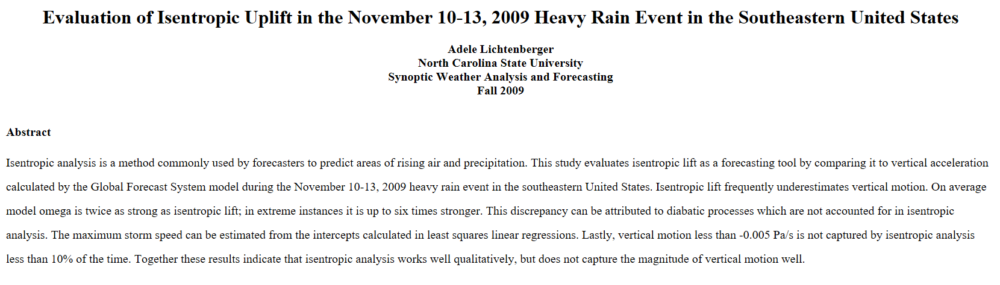 Evaluation of Isentropic Uplift in the November 10-13, 2009 Heavy Rain Event in the Southeastern United States
Adele Lichtenberger
North Carolina State University
Synoptic Weather Analysis and Forecasting
Fall 2009
Abstract
Isentropic analysis is a method commonly used by forecasters to predict areas of rising air and precipitation. This study evaluates isentropic lift as a forecasting tool by comparing it to vertical acceleration
calculated by the Global Forecast System model during the November 10-13, 2009 heavy rain event in the southeastern United States. Isentropic lift frequently underestimates vertical motion. On average
model omega is twice as strong as isentropic lift; in extreme instances it is up to six times stronger. This discrepancy can be attributed to diabatic processes which are not accounted for in isentropic
analysis. The maximum storm speed can be estimated from the intercepts calculated in least squares linear regressions. Lastly, vertical motion less than -0.005 Pa/s is not captured by isentropic analysis
less than 10% of the time. Together these results indicate that isentropic analysis works well qualitatively, but does not capture the magnitude of vertical motion well.